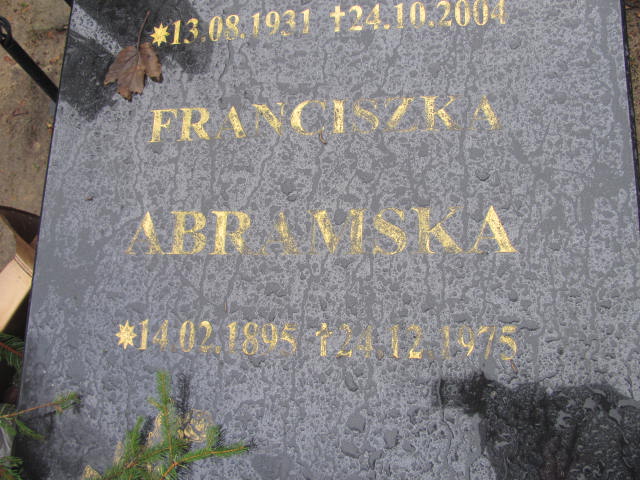 *13.08.1931 †24.10.2004
FRANCISZKA
ABRAMSKA
*14.02.1895 †24.12.1975